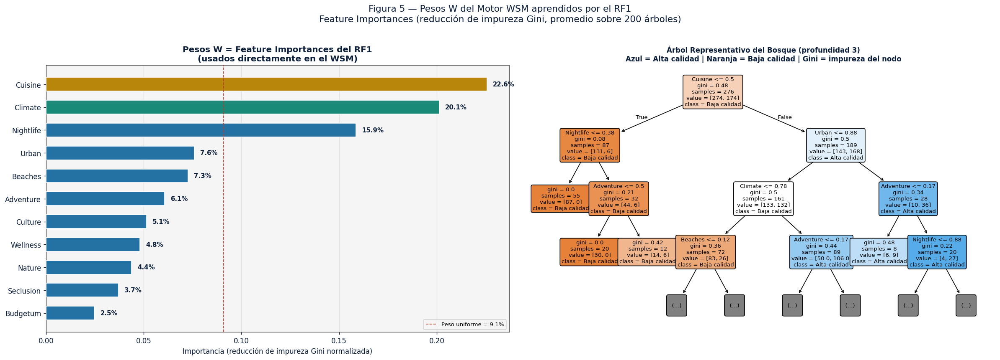 Figura 5 — Pesos W del Motor WSM aprendidos por el RF1
Feature Importances (reducción de impureza Gini, promedio sobre 200 árboles)
Pesos W = Feature Importances del RF1
(usados directamente en el WSM)
Cuisine
22.6%
Climate
20.1%
Nightlife
15.9%
Urban
7.6%
Beaches
7.3%
Adventure
6.1%
Culture
5.1%
Wellness
4.8%
Nature
4.4%
Seclusion
3.7%
Budgetum
2.5%
Peso uniforme = 9.1%
0.00
0.05
0.10
0.15
0.20
Importancia (reducción de impureza Gini normalizada)
Árbol Representativo del Bosque (profundidad 3)
Azul = Alta calidad | Naranja = Baja calidad | Gini = impureza del nodo
Cuisine <= 0.5
gini = 0.48
samples = 276
value = [274, 174]
class = Baja calidad
True
False
Nightlife <= 0.38
gini = 0.08
samples = 87
value = [131, 6]
class = Baja calidad
Urban <= 0.88
gini = 0.5
samples = 189
value = [143, 168]
class = Alta calidad
gini = 0.0
samples = 55
value = [87, 0]
class = Baja calidad
Adventure <= 0.5
gini = 0.21
samples = 32
value = [44, 6]
class = Baja calidad
Climate <= 0.78
gini = 0.5
samples = 161
value = [133, 132]
class = Baja calidad
Adventure <= 0.17
gini = 0.34
samples = 28
value = [10, 36]
class = Alta calidad
gini = 0.0
samples = 20
value = [30, 0]
class = Baja calidad
gini = 0.42
samples = 12
value = [14, 6]
class = Baja calidad
Beaches <= 0.12
gini = 0.36
samples = 72
value = [83, 26]
class = Baja calidad
Adventure <= 0.17
gini = 0.44
samples = 89
value = [50.0, 106.0
class = Alta calidad
gini = 0.48
samples = 8
value = [6, 9]
class = Alta calidad
Nightlife <= 0.88
gini = 0.22
samples = 20
value = [4, 27]
class = Alta calidad
(...)
(...)
(...)
(...)
(...)
(...)